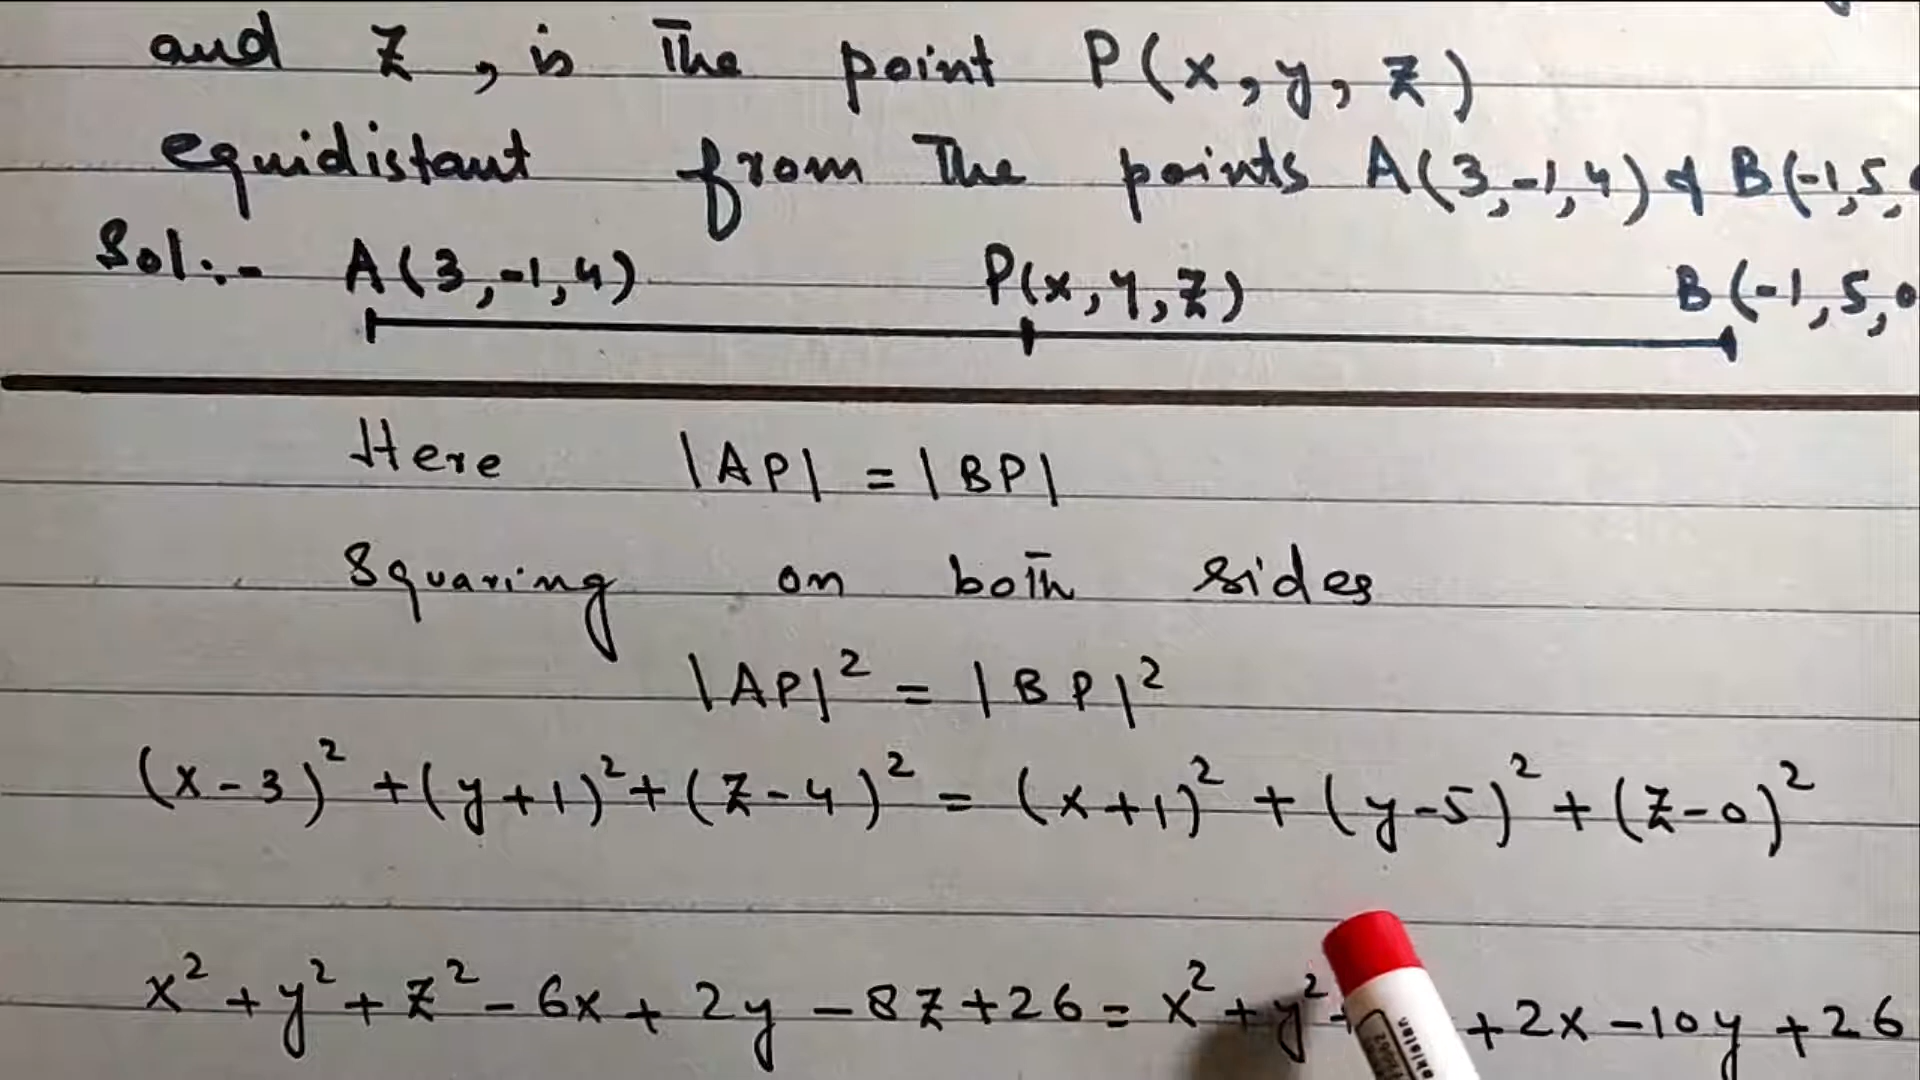 and z, is the point P(x, y, z)
equidistant from the points A(3,-1,4) & B(-1,5,
Sol:- A(3,-1,4) P(x,y,z) B(-1,5,0
Here |AP| = |BP|
Squaring on both sides
|AP|² = |BP|²
(x-3)² + (y+1)² + (z-4)² = (x+1)² + (y-5)² + (z-0)²
x² + y² + z² - 6x + 2y - 8z + 26 = x² + y² + + 2x - 10y + 26